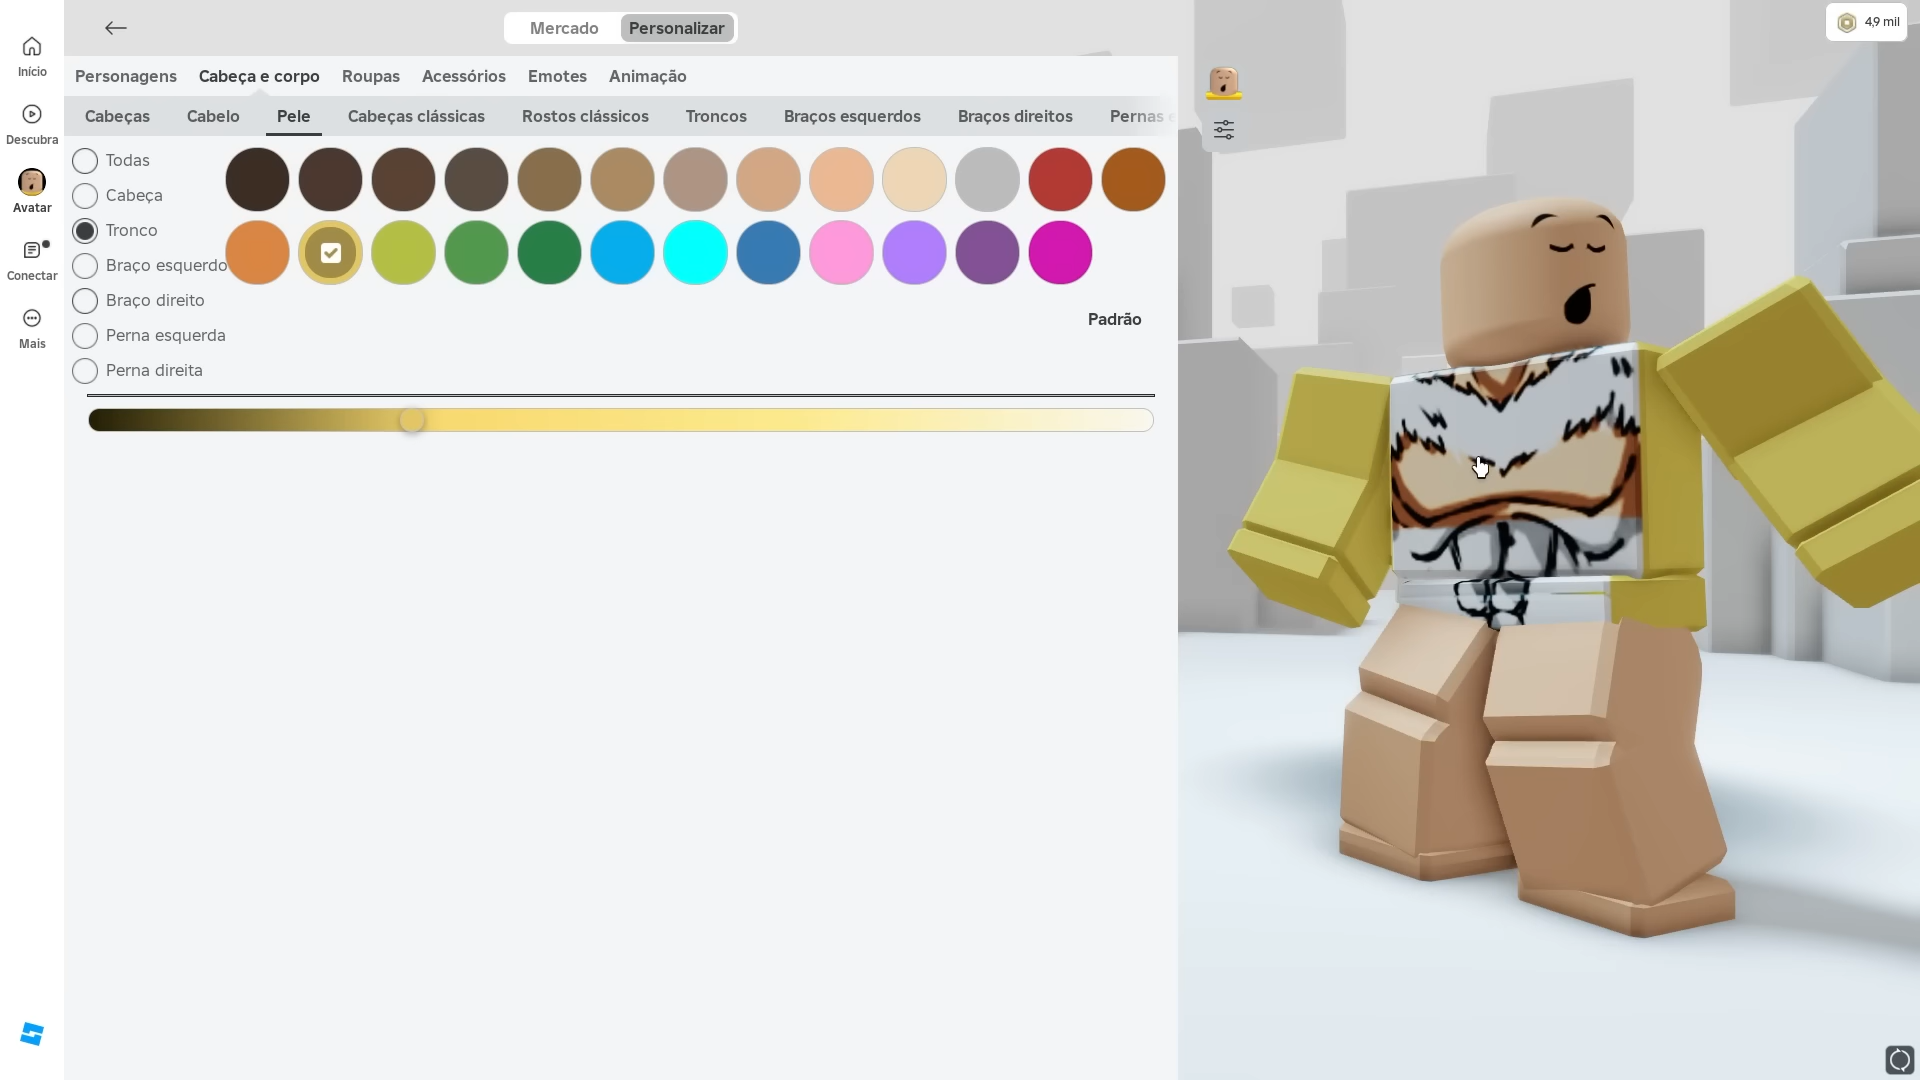 Mercado
Personalizar
4,9 mil
Início
Descubra
Avatar
Conectar
Mais
Personagens
Cabeça e corpo
Roupas
Acessórios
Emotes
Animação
Cabeças
Cabelo
Pele
Cabeças clássicas
Rostos clássicos
Troncos
Braços esquerdos
Braços direitos
Pernas e
Todas
Cabeça
Tronco
Braço esquerdo
Braço direito
Perna esquerda
Perna direita
Padrão